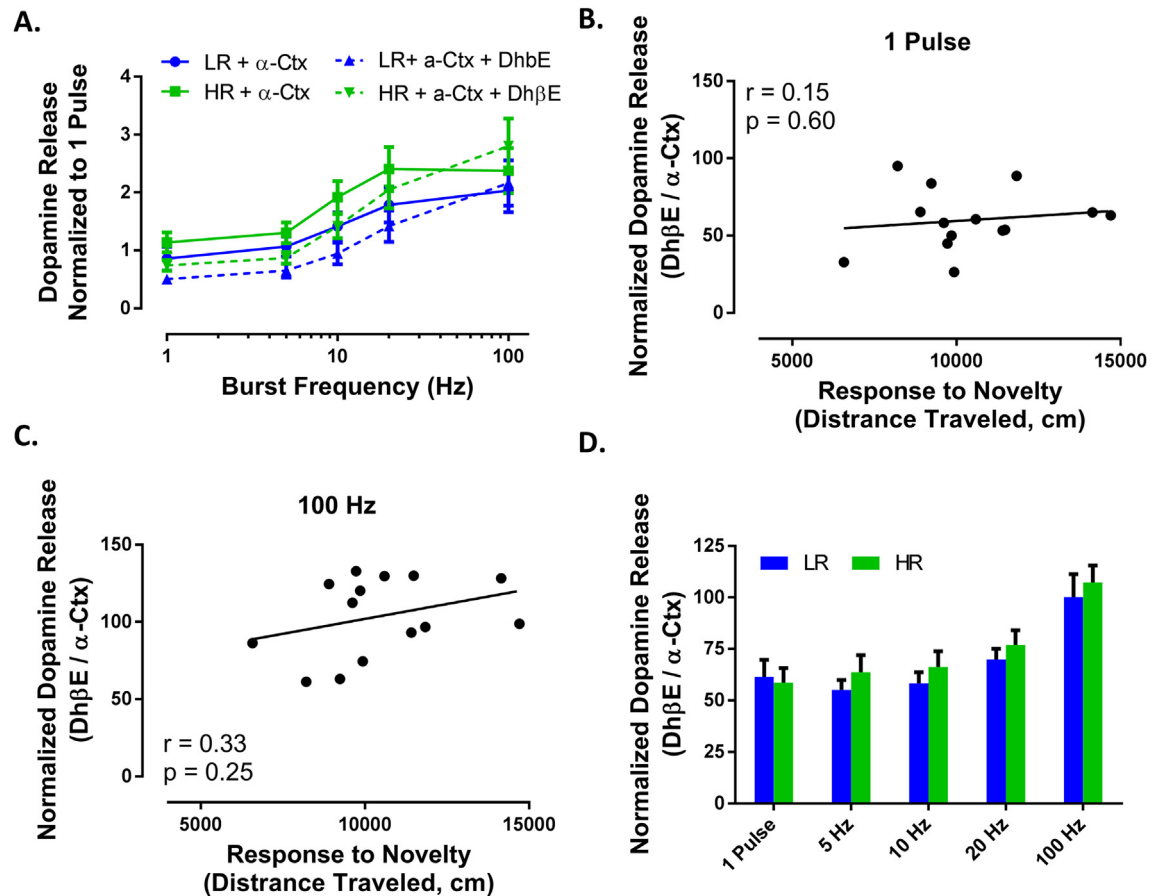 A.
LR + α-Ctx
LR+ a-Ctx + DhbE
HR + α-Ctx
HR + a-Ctx + DhβE
Dopamine Release
Normalized to 1 Pulse
4
3
2
1
0
1
10
100
Burst Frequency (Hz)
B.
1 Pulse
r = 0.15
p = 0.60
Normalized Dopamine Release
(DhβE / α-Ctx)
150
100
50
0
5000
10000
15000
Response to Novelty
(Distrance Traveled, cm)
C.
100 Hz
Normalized Dopamine Release
(DhβE / α-Ctx)
150
100
50
0
r = 0.33
p = 0.25
5000
10000
15000
Response to Novelty
(Distrance Traveled, cm)
D.
LR
HR
Normalized Dopamine Release
(DhβE / α-Ctx)
125
100
75
50
25
0
1 Pulse
5 Hz
10 Hz
20 Hz
100 Hz